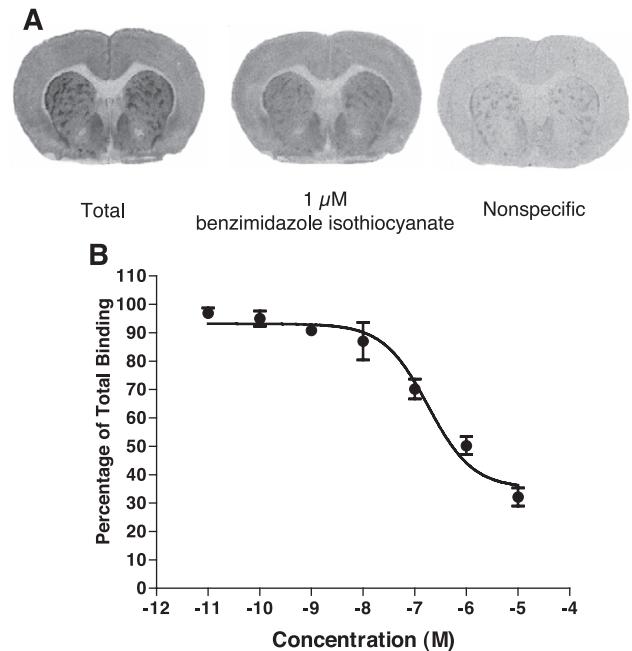 A
Total
1 µM
benzimidazole isothiocyanate
Nonspecific
B
Percentage of Total Binding
110
100
90
80
70
60
50
40
30
20
10
0
-12 -11 -10 -9 -8 -7 -6 -5 -4
Concentration (M)